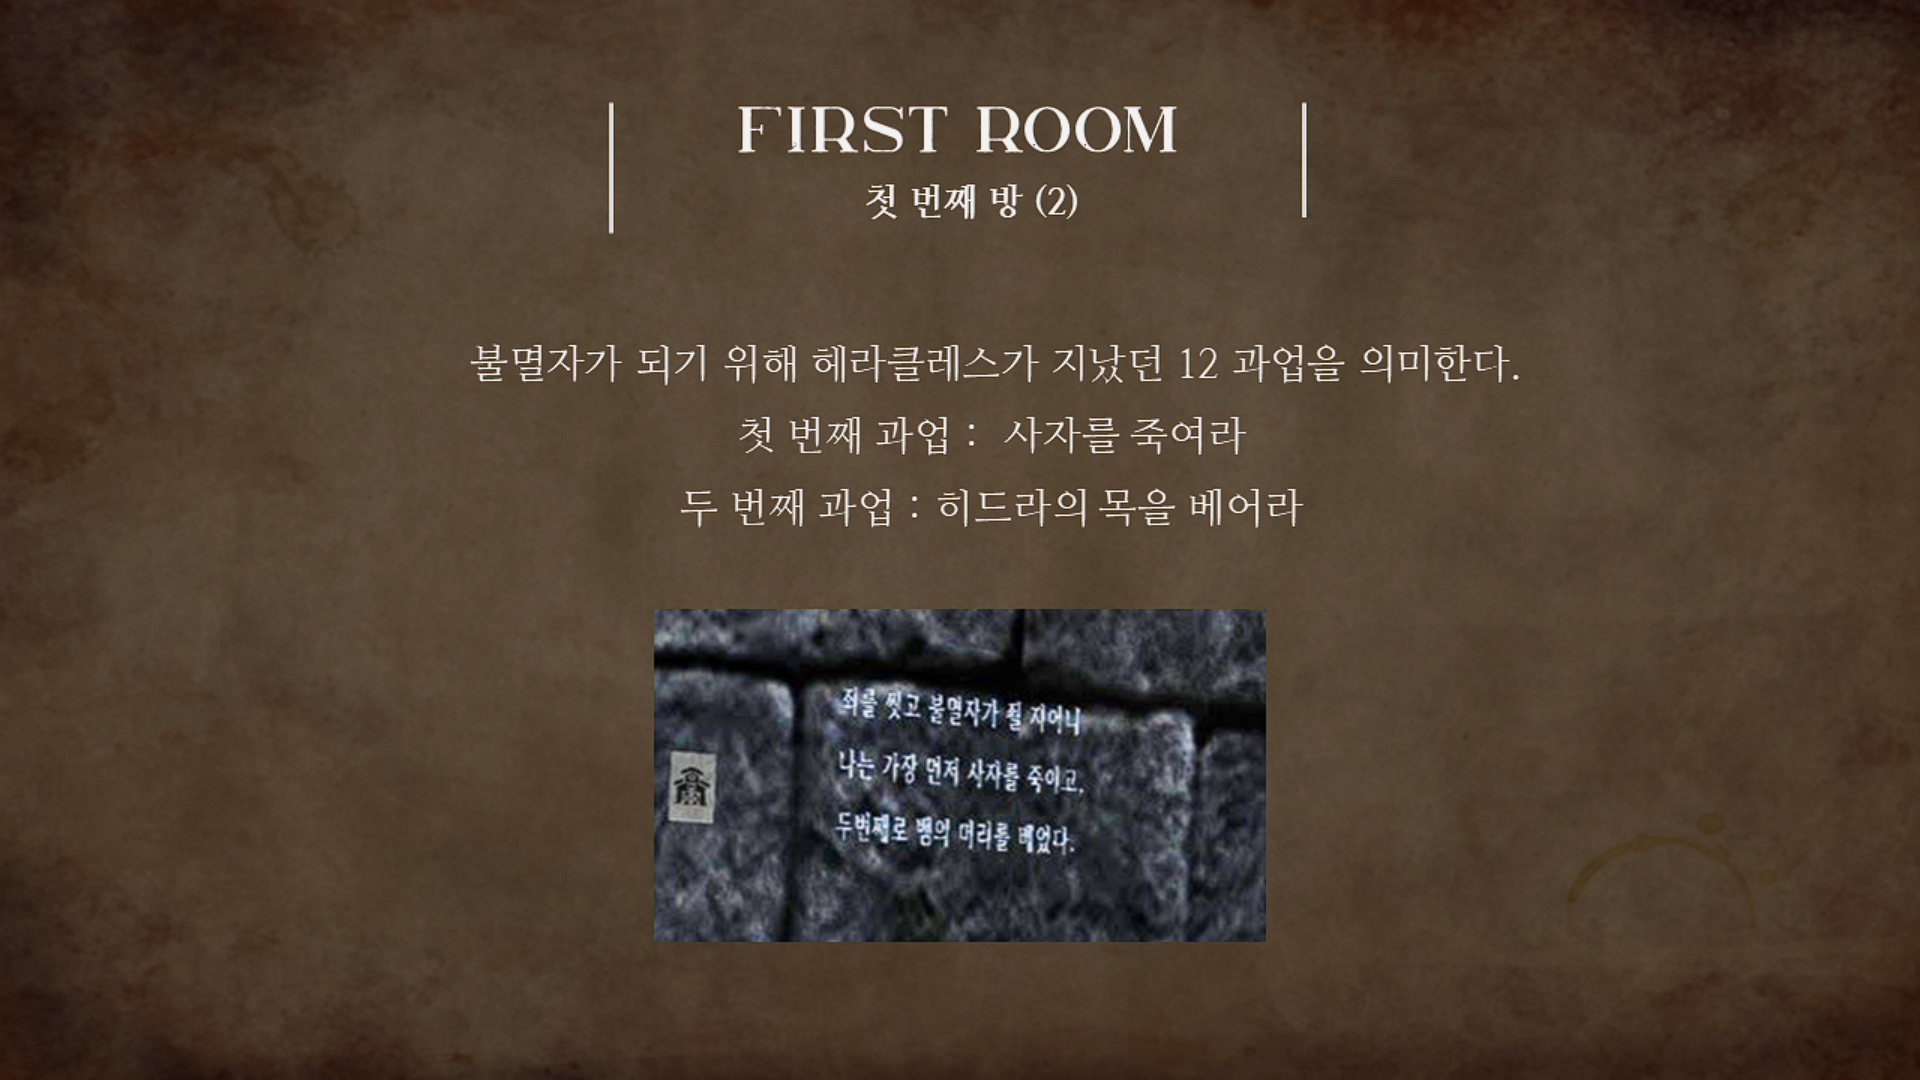 FIRST ROOM
첫 번째 방 (2)
불멸자가 되기 위해 헤라클레스가 지났던 12 과업을 의미한다.
첫 번째 과업 : 사자를 죽여라
두 번째 과업 : 히드라의 목을 베어라
죄를 씻고 불멸자가 될 지어니
나는 가장 먼저 사자를 죽이고,
두번째로 뱀의 머리를 베었다.